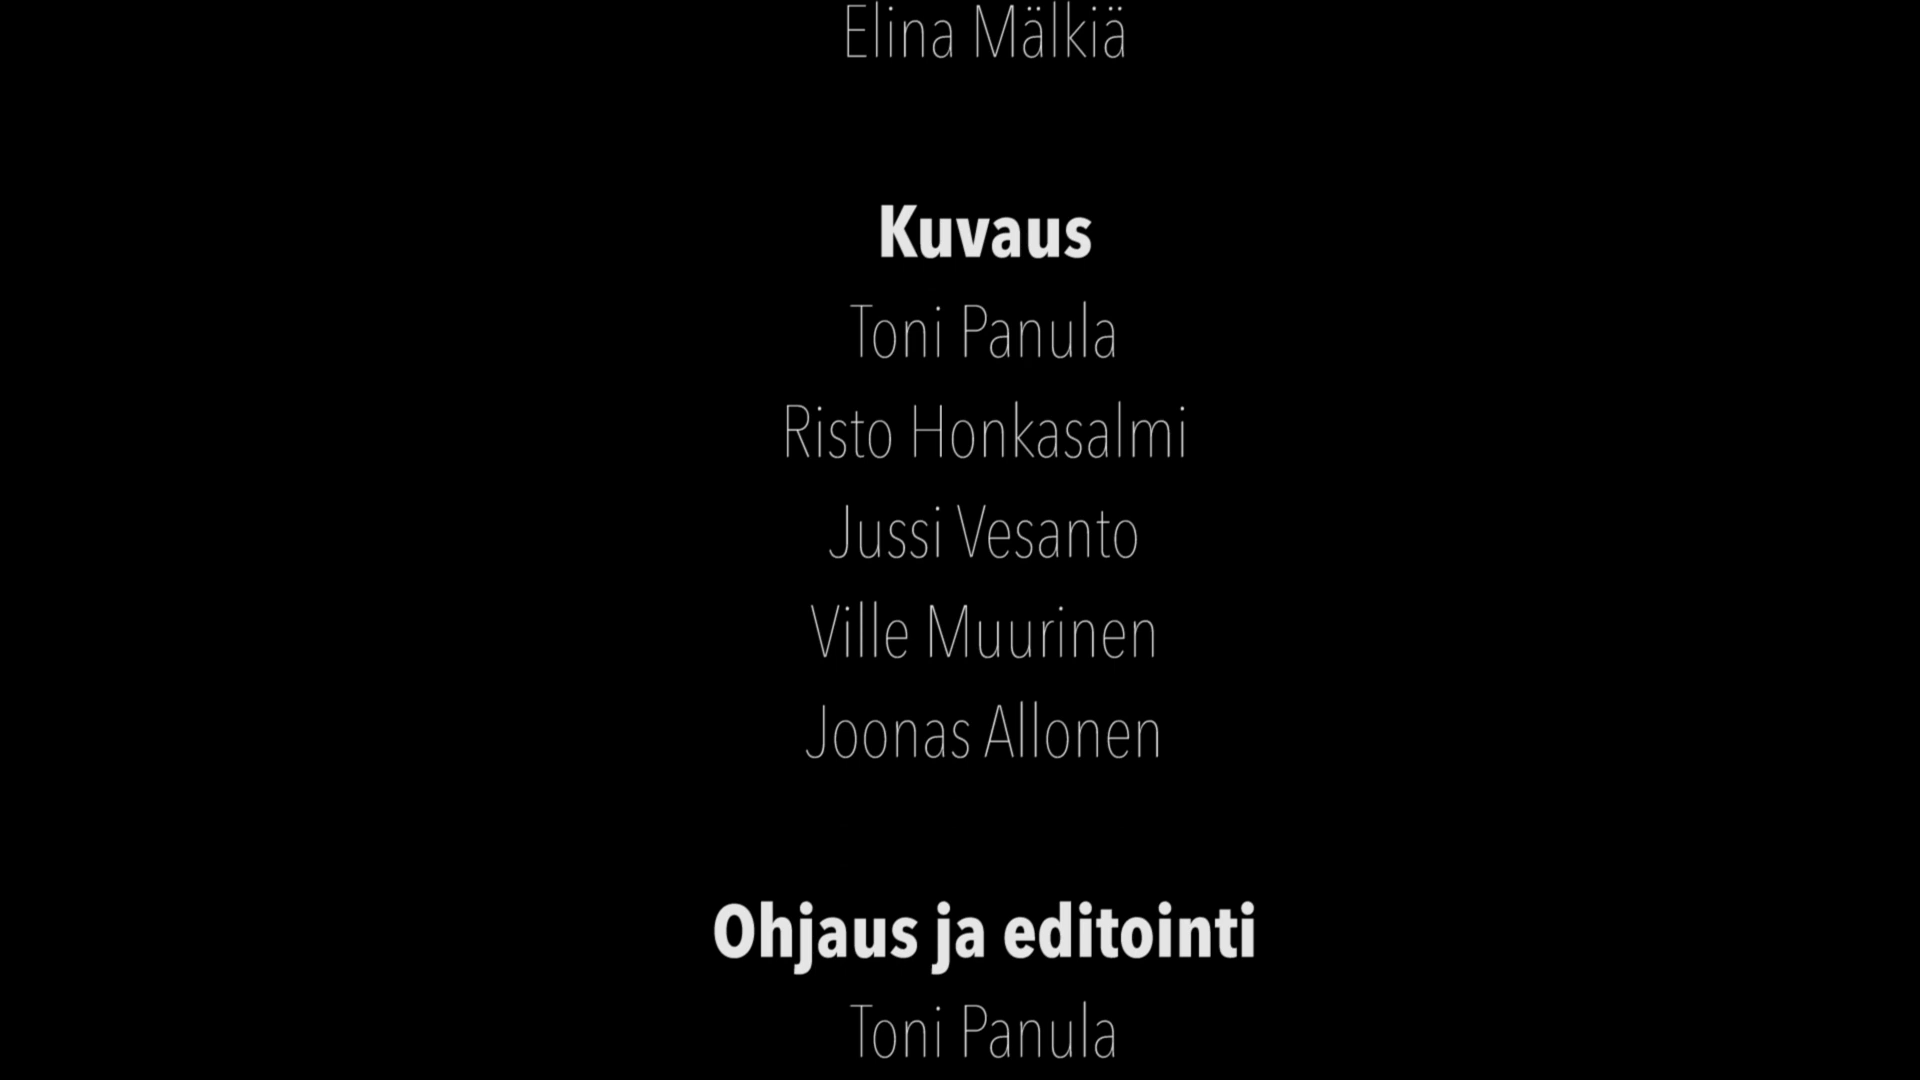 Elina Mälkiä
Kuvaus
Toni Panula
Risto Honkasalmi
Jussi Vesanto
Ville Muurinen
Joonas Allonen
Ohjaus ja editointi
Toni Panula